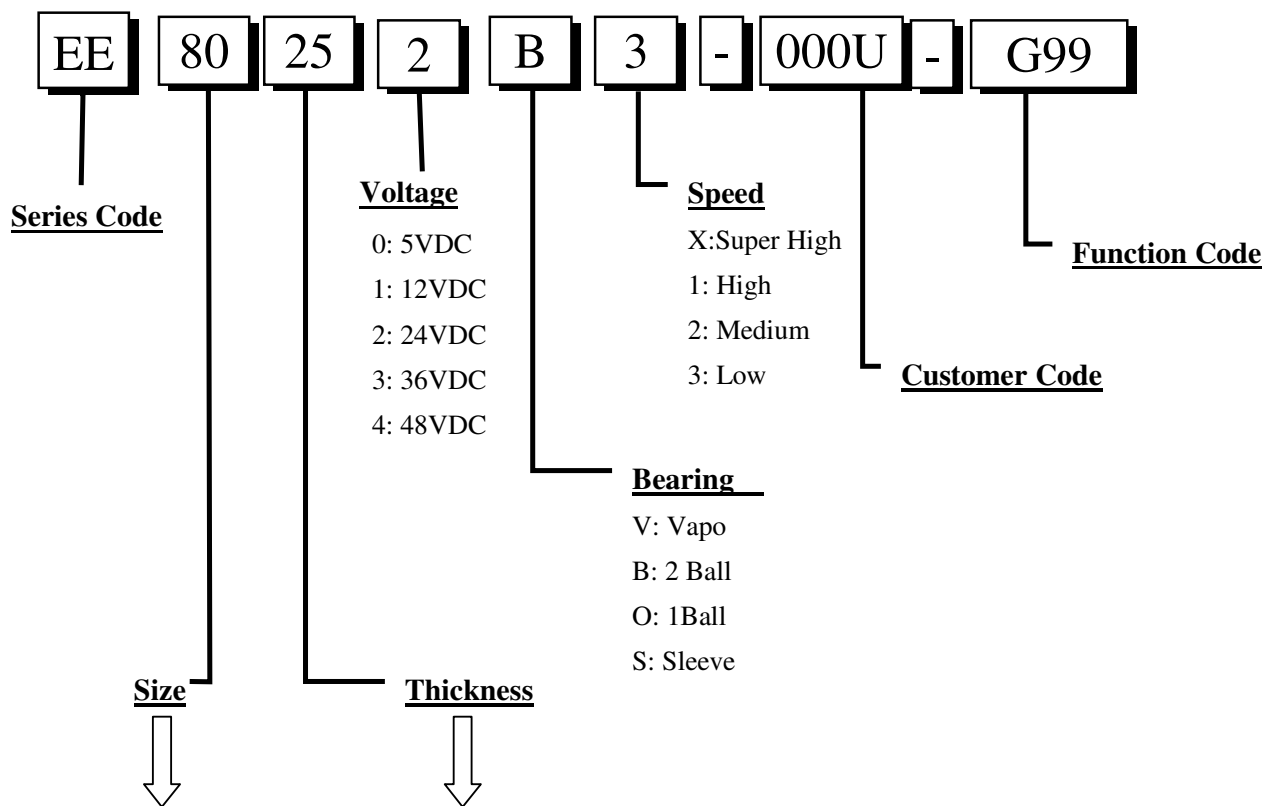 EE 80 25 2 B 3 - 000U - G99
Series Code
Voltage
0: 5VDC
1: 12VDC
2: 24VDC
3: 36VDC
4: 48VDC
Speed
X:Super High
1: High
2: Medium
3: Low
Function Code
Customer Code
Bearing
V: Vapo
B: 2 Ball
O: 1Ball
S: Sleeve
Size
Thickness